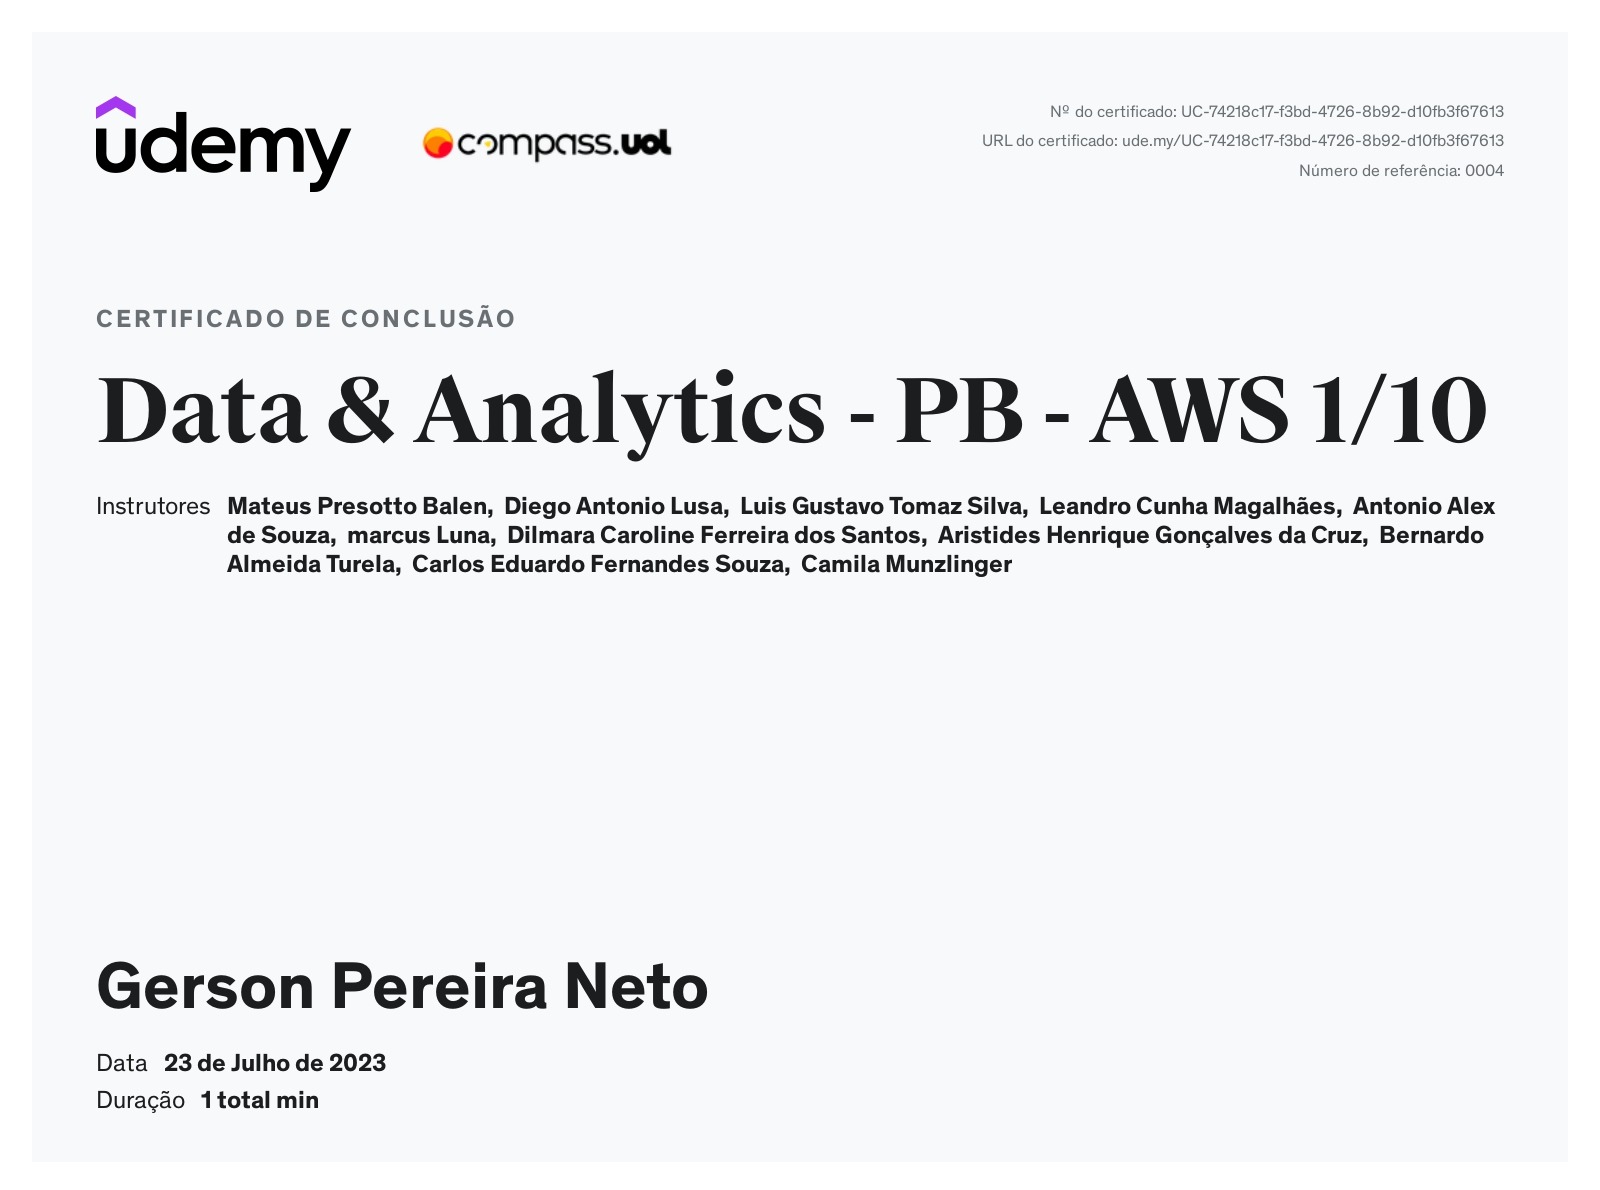 udemy
compass.uol
Nº do certificado: UC-74218c17-f3bd-4726-8b92-d10fb3f67613
URL do certificado: ude.my/UC-74218c17-f3bd-4726-8b92-d10fb3f67613
Número de referência: 0004
CERTIFICADO DE CONCLUSÃO
Data & Analytics - PB - AWS 1/10
Instrutores Mateus Presotto Balen, Diego Antonio Lusa, Luis Gustavo Tomaz Silva, Leandro Cunha Magalhães, Antonio Alex
de Souza, marcus Luna, Dilmara Caroline Ferreira dos Santos, Aristides Henrique Gonçalves da Cruz, Bernardo
Almeida Turela, Carlos Eduardo Fernandes Souza, Camila Munzlinger
Gerson Pereira Neto
Data 23 de Julho de 2023
Duração 1 total min